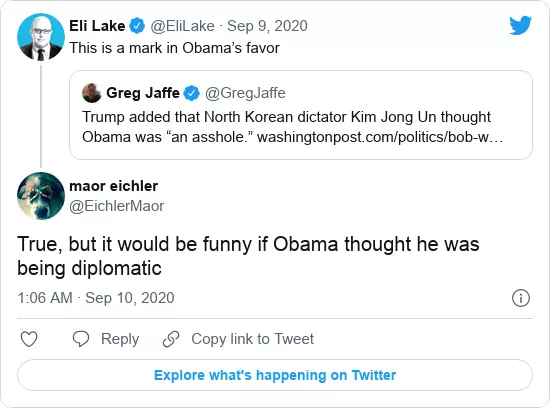 Eli Lake @EliLake · Sep 9, 2020
This is a mark in Obama’s favor
Greg Jaffe @GregJaffe
Trump added that North Korean dictator Kim Jong Un thought
Obama was “an asshole.” washingtonpost.com/politics/bob-w…
maor eichler
@EichlerMaor
True, but it would be funny if Obama thought he was
being diplomatic
1:06 AM · Sep 10, 2020
Reply Copy link to Tweet
Explore what's happening on Twitter